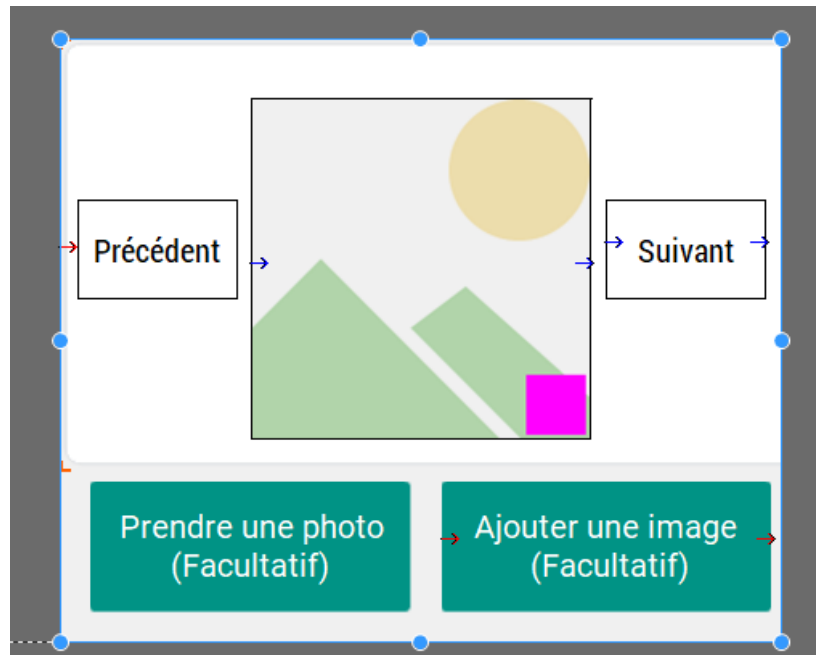 Précédent
Suivant
Prendre une photo
(Facultatif)
Ajouter une image
(Facultatif)